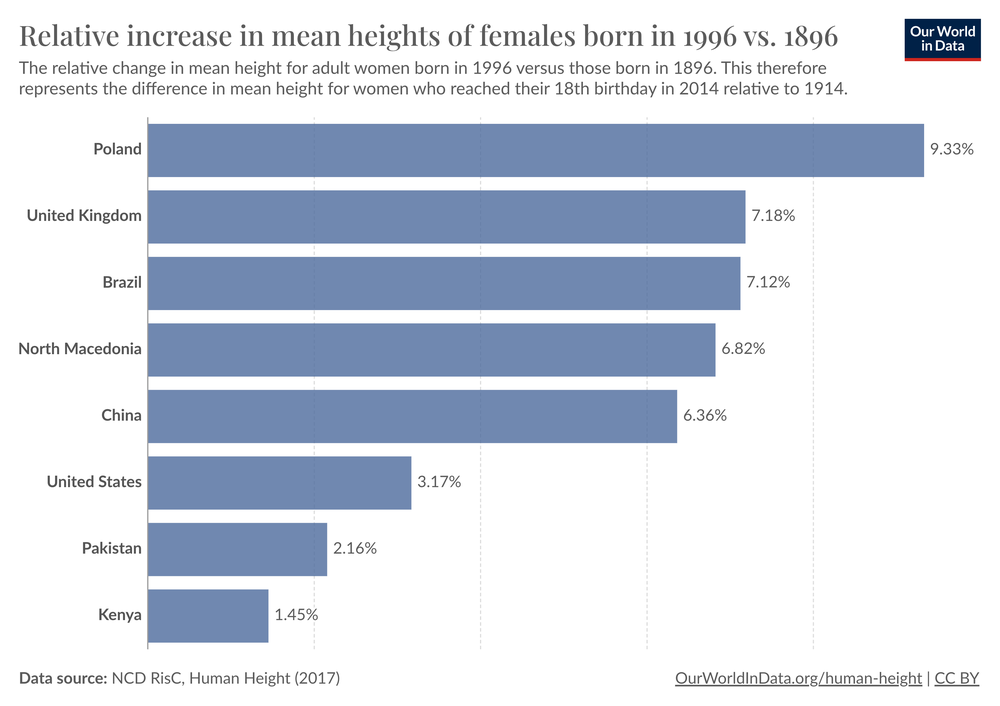 Relative increase in mean heights of females born in 1996 vs. 1896
Our World
in Data
The relative change in mean height for adult women born in 1996 versus those born in 1896. This therefore
represents the difference in mean height for women who reached their 18th birthday in 2014 relative to 1914.
Poland 9.33%
United Kingdom 7.18%
Brazil 7.12%
North Macedonia 6.82%
China 6.36%
United States 3.17%
Pakistan 2.16%
Kenya 1.45%
Data source: NCD RisC, Human Height (2017) OurWorldInData.org/human-height | CC BY